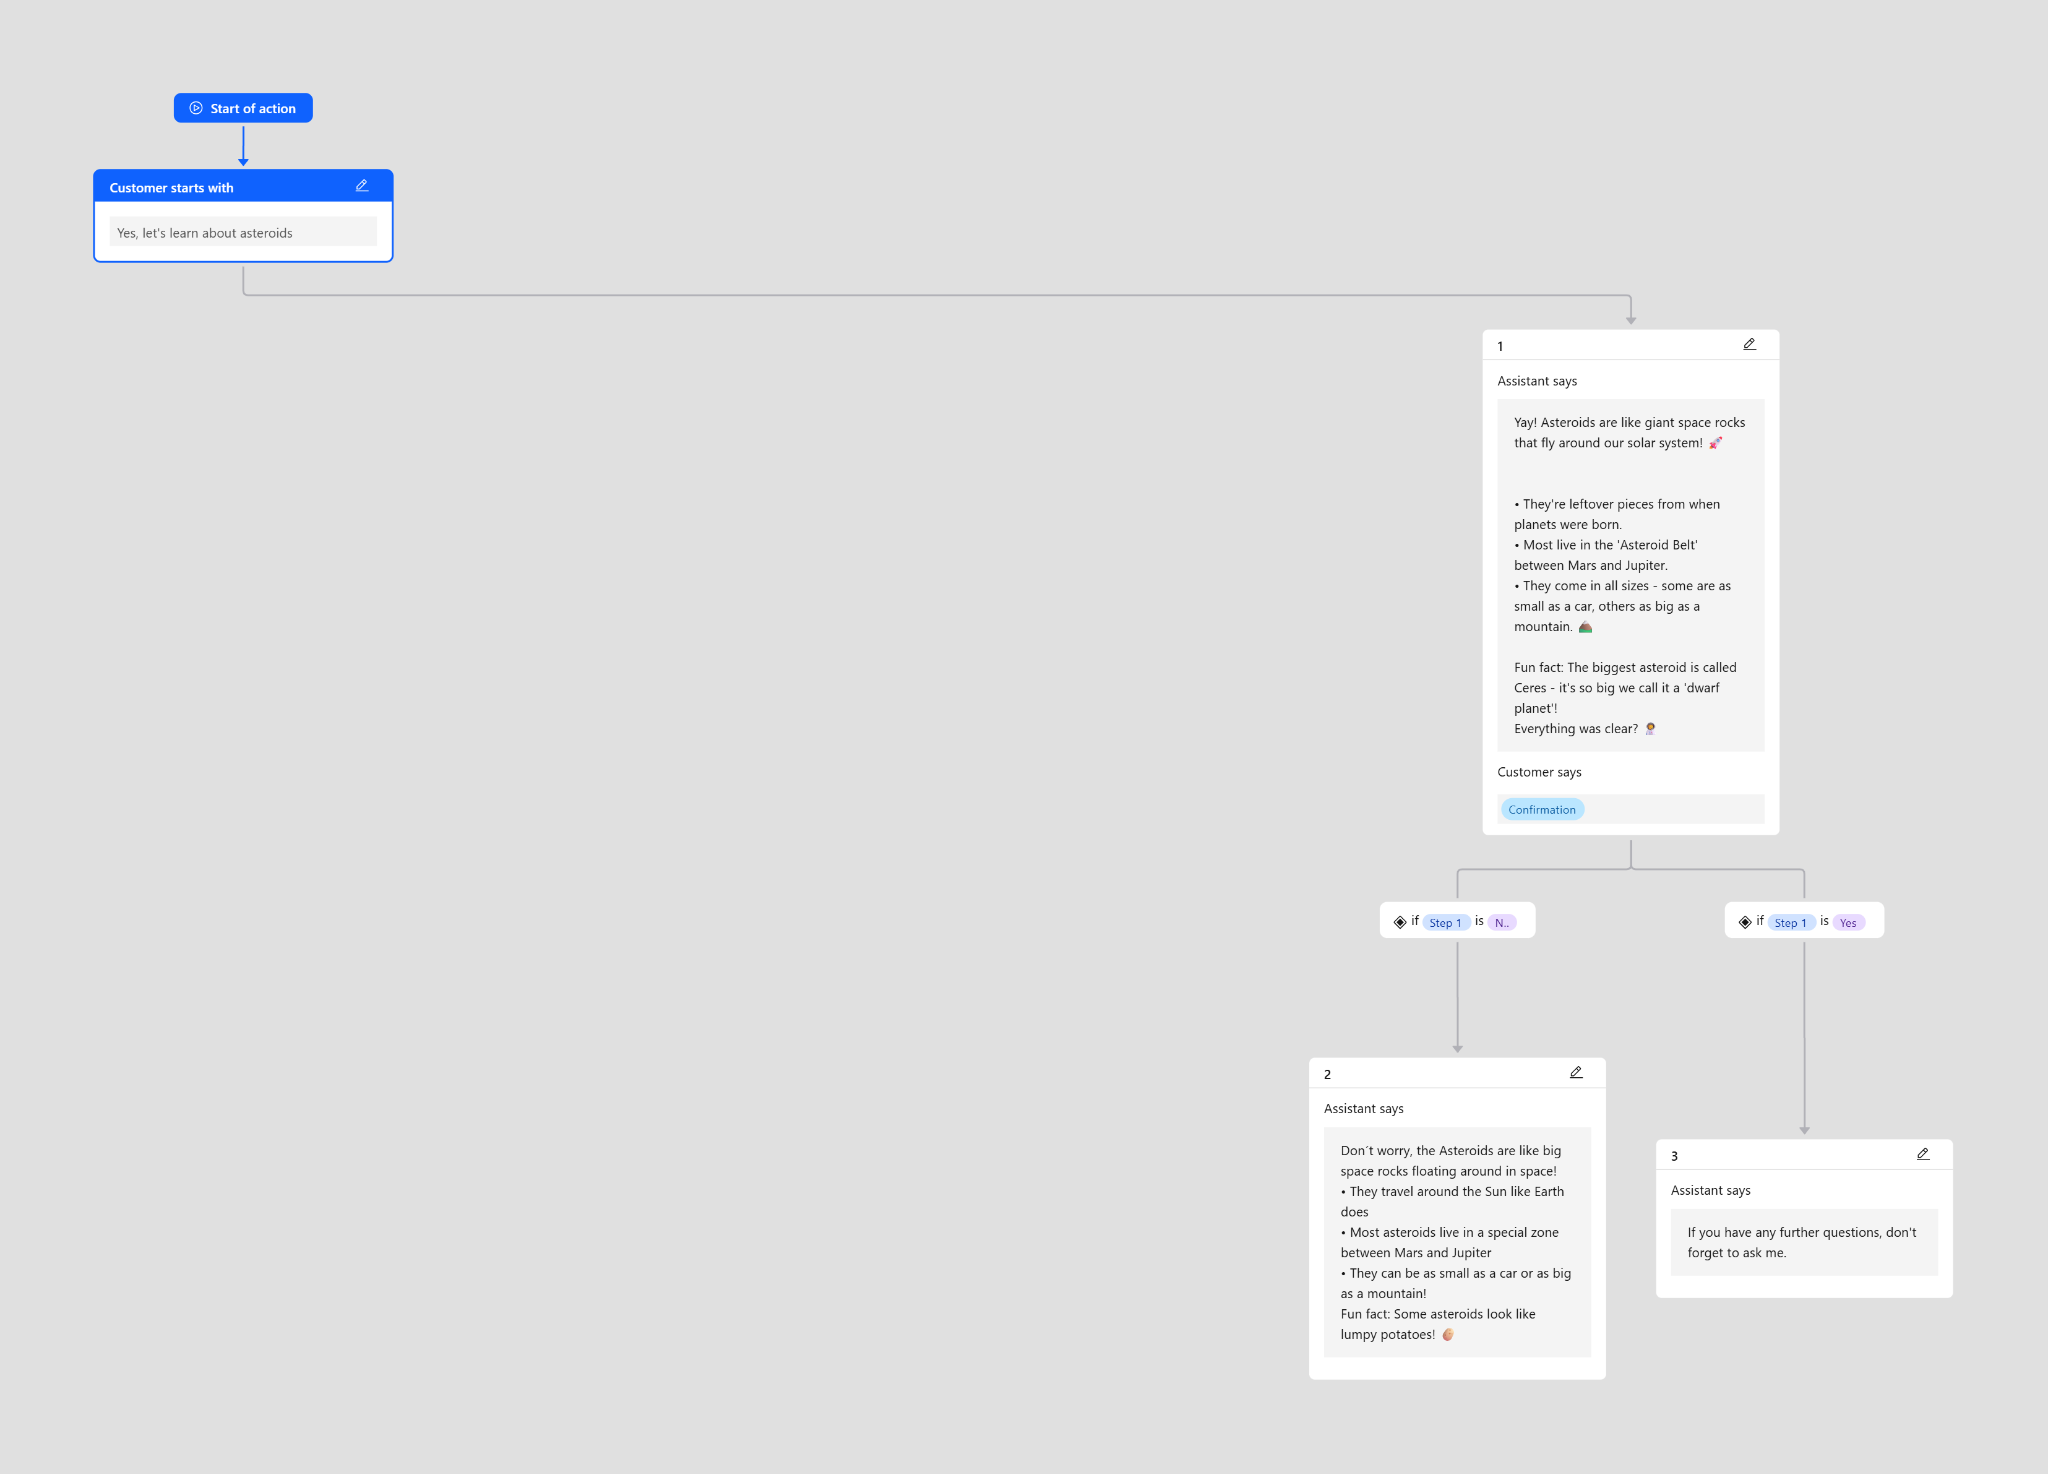 Start of action
Customer starts with
Yes, let's learn about asteroids
1
Assistant says
Yay! Asteroids are like giant space rocks
that fly around our solar system! 🚀
• They're leftover pieces from when
planets were born.
• Most live in the 'Asteroid Belt'
between Mars and Jupiter.
• They come in all sizes - some are as
small as a car, others as big as a
mountain. ⛰️
Fun fact: The biggest asteroid is called
Ceres - it's so big we call it a 'dwarf
planet'!
Everything was clear? 👩🏽‍🚀
Customer says
Confirmation
if Step 1 is N..
if Step 1 is Yes
2
Assistant says
Don´t worry, the Asteroids are like big
space rocks floating around in space!
• They travel around the Sun like Earth
does
• Most asteroids live in a special zone
between Mars and Jupiter
• They can be as small as a car or as big
as a mountain!
Fun fact: Some asteroids look like
lumpy potatoes! 🥔
3
Assistant says
If you have any further questions, don't
forget to ask me.